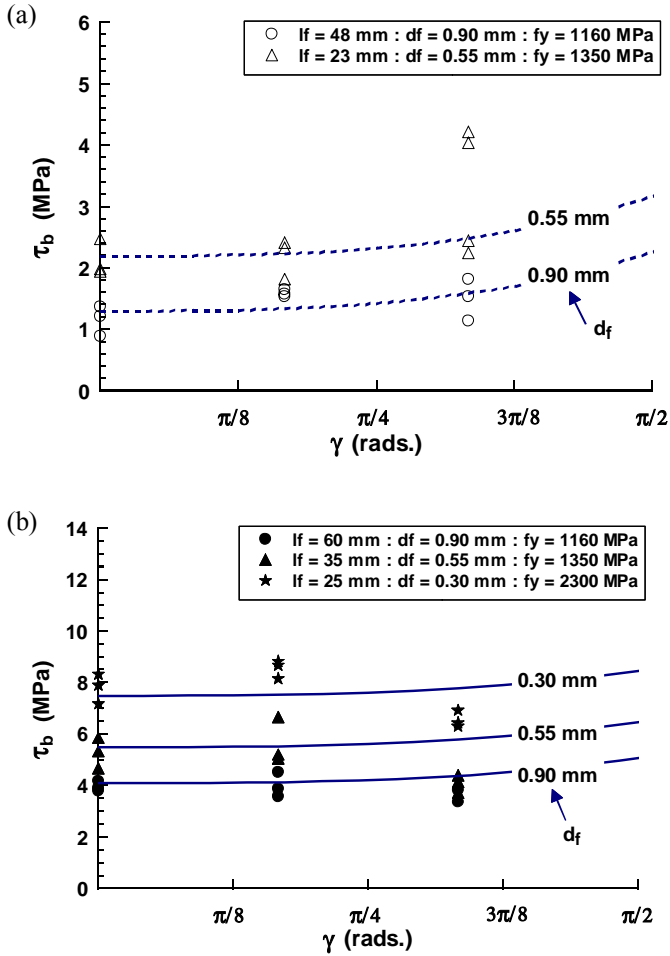 (a)
6
5
4
3
2
1
0
τb (MPa)
lf = 48 mm : df = 0.90 mm : fy = 1160 MPa
lf = 23 mm : df = 0.55 mm : fy = 1350 MPa
0.55 mm
0.90 mm
df
π/8 π/4 3π/8 π/2
γ (rads.)
(b)
14
12
10
8
6
4
2
0
τb (MPa)
lf = 60 mm : df = 0.90 mm : fy = 1160 MPa
lf = 35 mm : df = 0.55 mm : fy = 1350 MPa
lf = 25 mm : df = 0.30 mm : fy = 2300 MPa
0.30 mm
0.55 mm
0.90 mm
df
π/8 π/4 3π/8 π/2
γ (rads.)